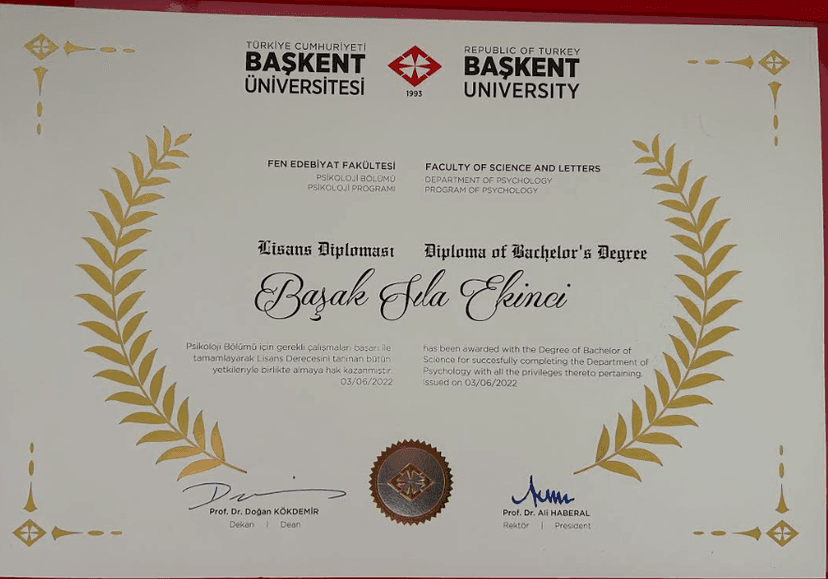 TÜRKİYE CUMHURİYETİ
BAŞKENT
ÜNİVERSİTESİ
1993
REPUBLIC OF TURKEY
BAŞKENT
UNIVERSITY
FEN EDEBİYAT FAKÜLTESİ
PSİKOLOJİ BÖLÜMÜ
PSİKOLOJİ PROGRAMI
FACULTY OF SCIENCE AND LETTERS
DEPARTMENT OF PSYCHOLOGY
PROGRAM OF PSYCHOLOGY
Lisans Diploması
Diploma of Bachelor's Degree
Başak Sıla Ekinci
Psikoloji Bölümü için gerekli çalışmaları başarı ile
tamamlayarak Lisans Derecesini tanınan bütün
yetkileriyle birlikte almaya hak kazanmıştır.
03/06/2022
has been awarded with the Degree of Bachelor of
Science for succesfully completing the Department of
Psychology with all the privileges thereto pertaining.
Issued on 03/06/2022
Prof. Dr. Doğan KÖKDEMİR
Dekan | Dean
Prof. Dr. Ali HABERAL
Rektör | President